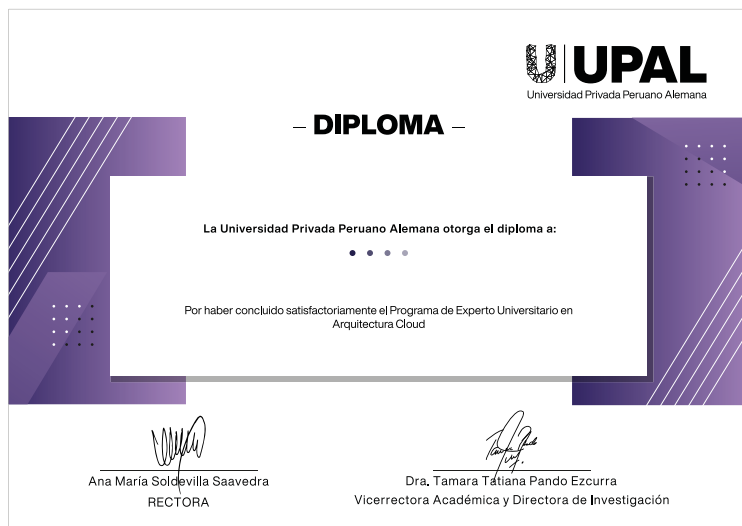 UPAL
Universidad Privada Peruano Alemana
DIPLOMA
La Universidad Privada Peruano Alemana otorga el diploma a:
Por haber concluido satisfactoriamente el Programa de Experto Universitario en
Arquitectura Cloud
Ana María Soldevilla Saavedra
RECTORA
Dra. Tamara Tatiana Pando Ezcurra
Vicerrectora Académica y Directora de Investigación